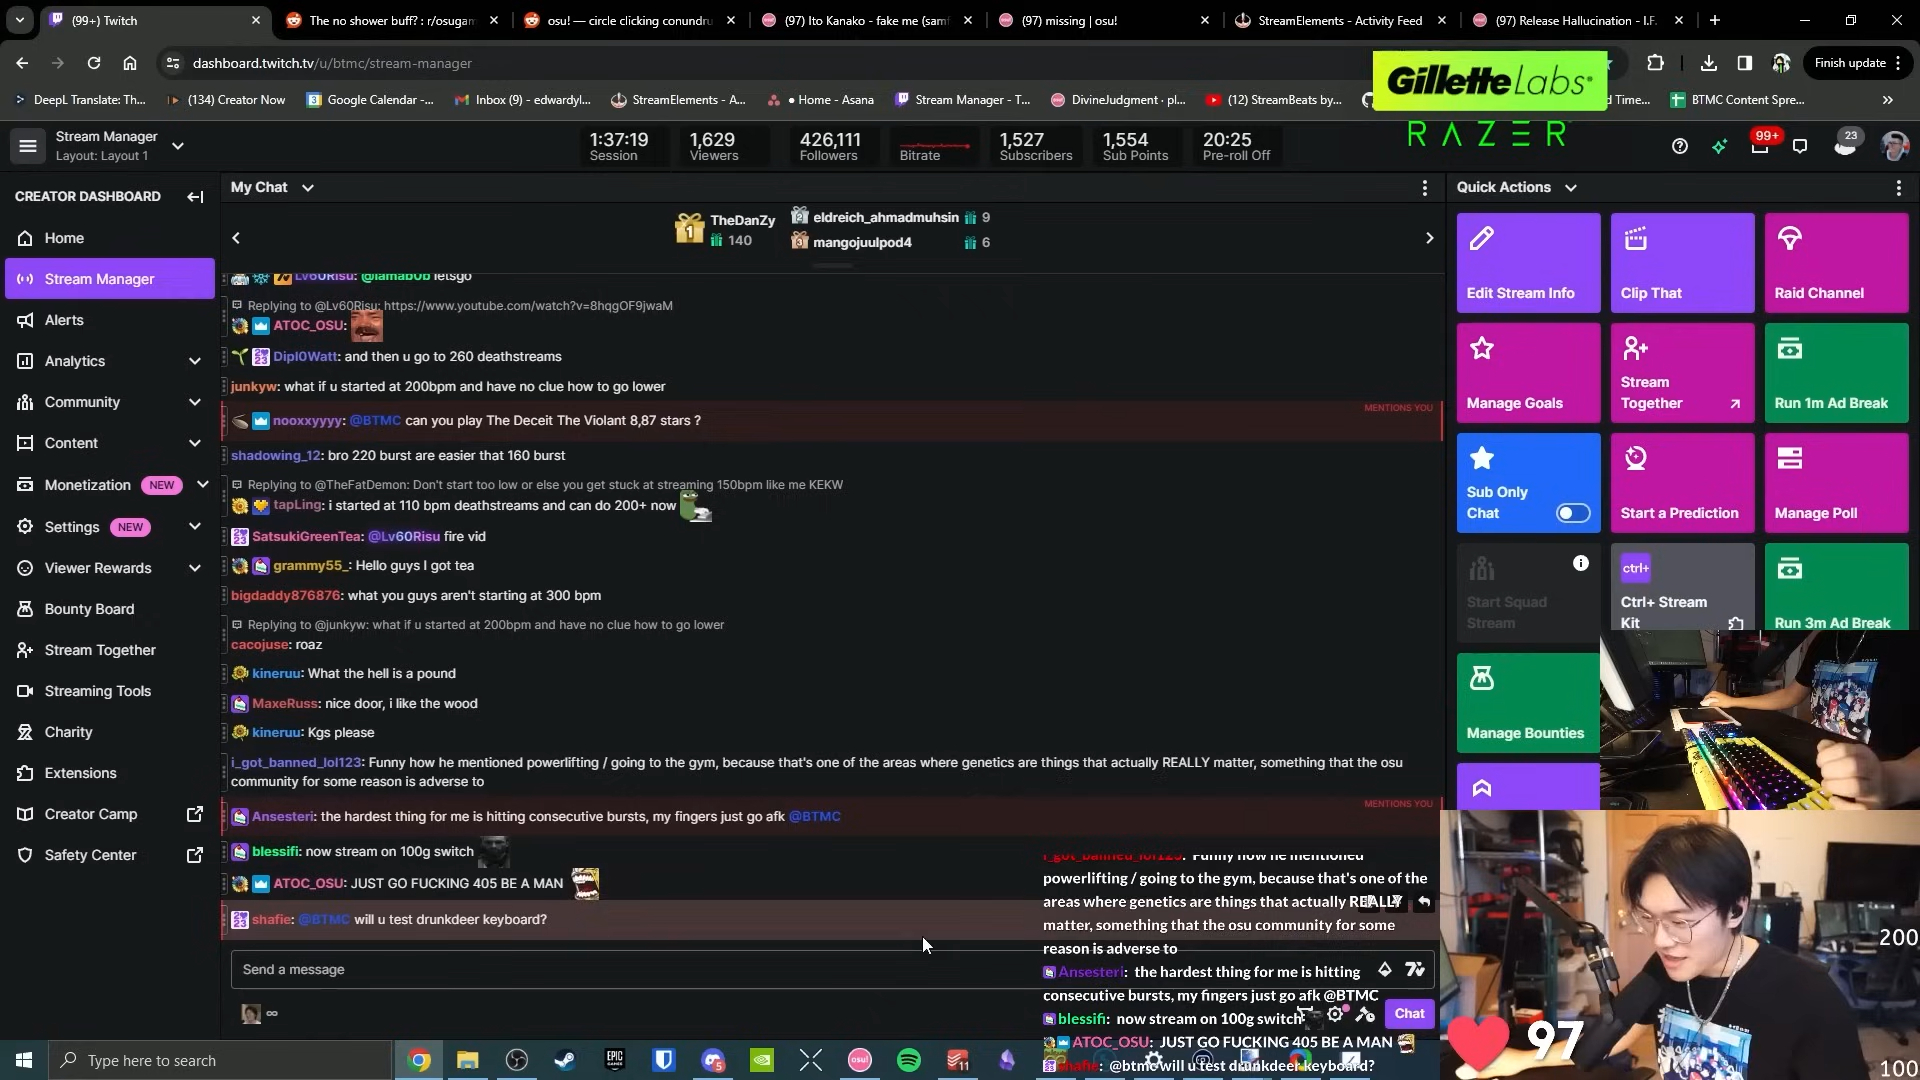 (99+) Twitch
The no shower buff? : r/osugam
osu! — circle clicking conundru
(97) Ito Kanako - fake me (sam
(97) missing | osu!
StreamElements - Activity Feed
(97) Release Hallucination - I.F.
dashboard.twitch.tv/u/btmc/stream-manager
Finish update
DeepL Translate: Th...
(134) Creator Now
Google Calendar -...
Inbox (9) - edwardyl...
StreamElements - A...
• Home - Asana
Stream Manager - T...
DivineJudgment · pl...
(12) StreamBeats by...
d Time...
BTMC Content Spre...
Gillette Labs
RAZER
Stream Manager
Layout: Layout 1
1:37:19
Session
1,629
Viewers
426,111
Followers
Bitrate
1,527
Subscribers
1,554
Sub Points
20:25
Pre-roll Off
99+
23
CREATOR DASHBOARD
Home
Stream Manager
Alerts
Analytics
Community
Content
Monetization NEW
Settings NEW
Viewer Rewards
Bounty Board
Stream Together
Streaming Tools
Charity
Extensions
Creator Camp
Safety Center
My Chat
1
TheDanZy
140
2 eldreich_ahmadmuhsin 9
3 mangojuulpod4 6
Lv60Risu: @iamab0b letsgo
Replying to @Lv60Risu: https://www.youtube.com/watch?v=8hqgOF9jwaM
ATOC_OSU:
Dipl0Watt: and then u go to 260 deathstreams
junkyw: what if u started at 200bpm and have no clue how to go lower
MENTIONS YOU
nooxxyyyy: @BTMC can you play The Deceit The Violant 8,87 stars ?
shadowing_12: bro 220 burst are easier that 160 burst
Replying to @TheFatDemon: Don't start too low or else you get stuck at streaming 150bpm like me KEKW
tapLing: i started at 110 bpm deathstreams and can do 200+ now
SatsukiGreenTea: @Lv60Risu fire vid
grammy55_: Hello guys I got tea
bigdaddy876876: what you guys aren't starting at 300 bpm
Replying to @junkyw: what if u started at 200bpm and have no clue how to go lower
cacojuse: roaz
kineruu: What the hell is a pound
MaxeRuss: nice door, i like the wood
kineruu: Kgs please
i_got_banned_lol123: Funny how he mentioned powerlifting / going to the gym, because that's one of the areas where genetics are things that actually REALLY matter, something that the osu
community for some reason is adverse to
MENTIONS YOU
Ansesteri: the hardest thing for me is hitting consecutive bursts, my fingers just go afk @BTMC
blessifi: now stream on 100g switch
ATOC_OSU: JUST GO FUCKING 405 BE A MAN
shafie: @BTMC will u test drunkdeer keyboard?
Send a message
∞
Chat
Quick Actions
Edit Stream Info
Clip That
Raid Channel
Manage Goals
Stream
Together
Run 1m Ad Break
Sub Only
Chat
Start a Prediction
Manage Poll
Start Squad
Stream
ctrl+
Ctrl+ Stream
Kit
Run 3m Ad Break
Manage Bounties
i_got_banned_lol123: Funny how he mentioned
powerlifting / going to the gym, because that's one of the
areas where genetics are things that actually REALLY
matter, something that the osu community for some
reason is adverse to
Ansesteri: the hardest thing for me is hitting
consecutive bursts, my fingers just go afk @BTMC
blessifi: now stream on 100g switch
ATOC_OSU: JUST GO FUCKING 405 BE A MAN
shafie: @btmc will u test drunkdeer keyboard?
97
200
100
Type here to search